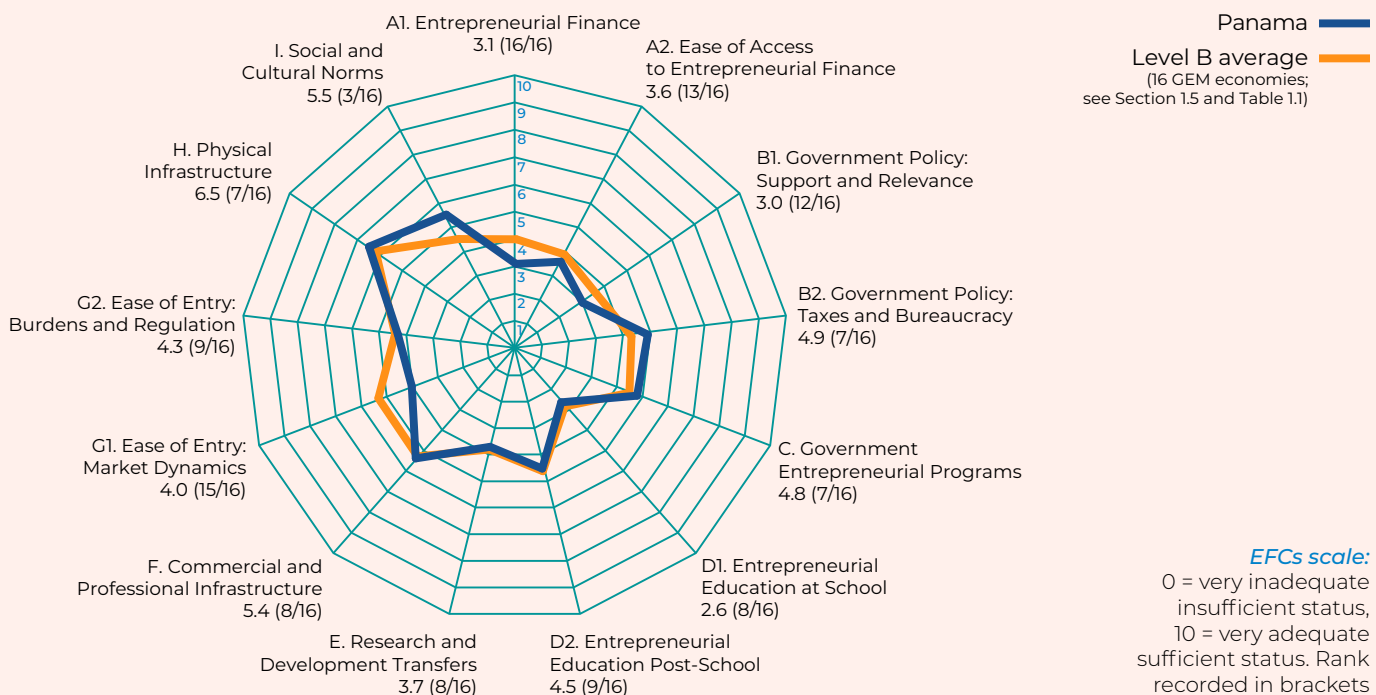 A1. Entrepreneurial Finance
3.1 (16/16)
A2. Ease of Access
to Entrepreneurial Finance
3.6 (13/16)
B1. Government Policy:
Support and Relevance
3.0 (12/16)
B2. Government Policy:
Taxes and Bureaucracy
4.9 (7/16)
C. Government
Entrepreneurial Programs
4.8 (7/16)
D1. Entrepreneurial
Education at School
2.6 (8/16)
D2. Entrepreneurial
Education Post-School
4.5 (9/16)
E. Research and
Development Transfers
3.7 (8/16)
F. Commercial and
Professional Infrastructure
5.4 (8/16)
G1. Ease of Entry:
Market Dynamics
4.0 (15/16)
G2. Ease of Entry:
Burdens and Regulation
4.3 (9/16)
H. Physical
Infrastructure
6.5 (7/16)
I. Social and
Cultural Norms
5.5 (3/16)
10
9
8
7
6
5
4
3
2
1
Panama
Level B average
(16 GEM economies;
see Section 1.5 and Table 1.1)
EFCs scale:
0 = very inadequate
insufficient status,
10 = very adequate
sufficient status. Rank
recorded in brackets